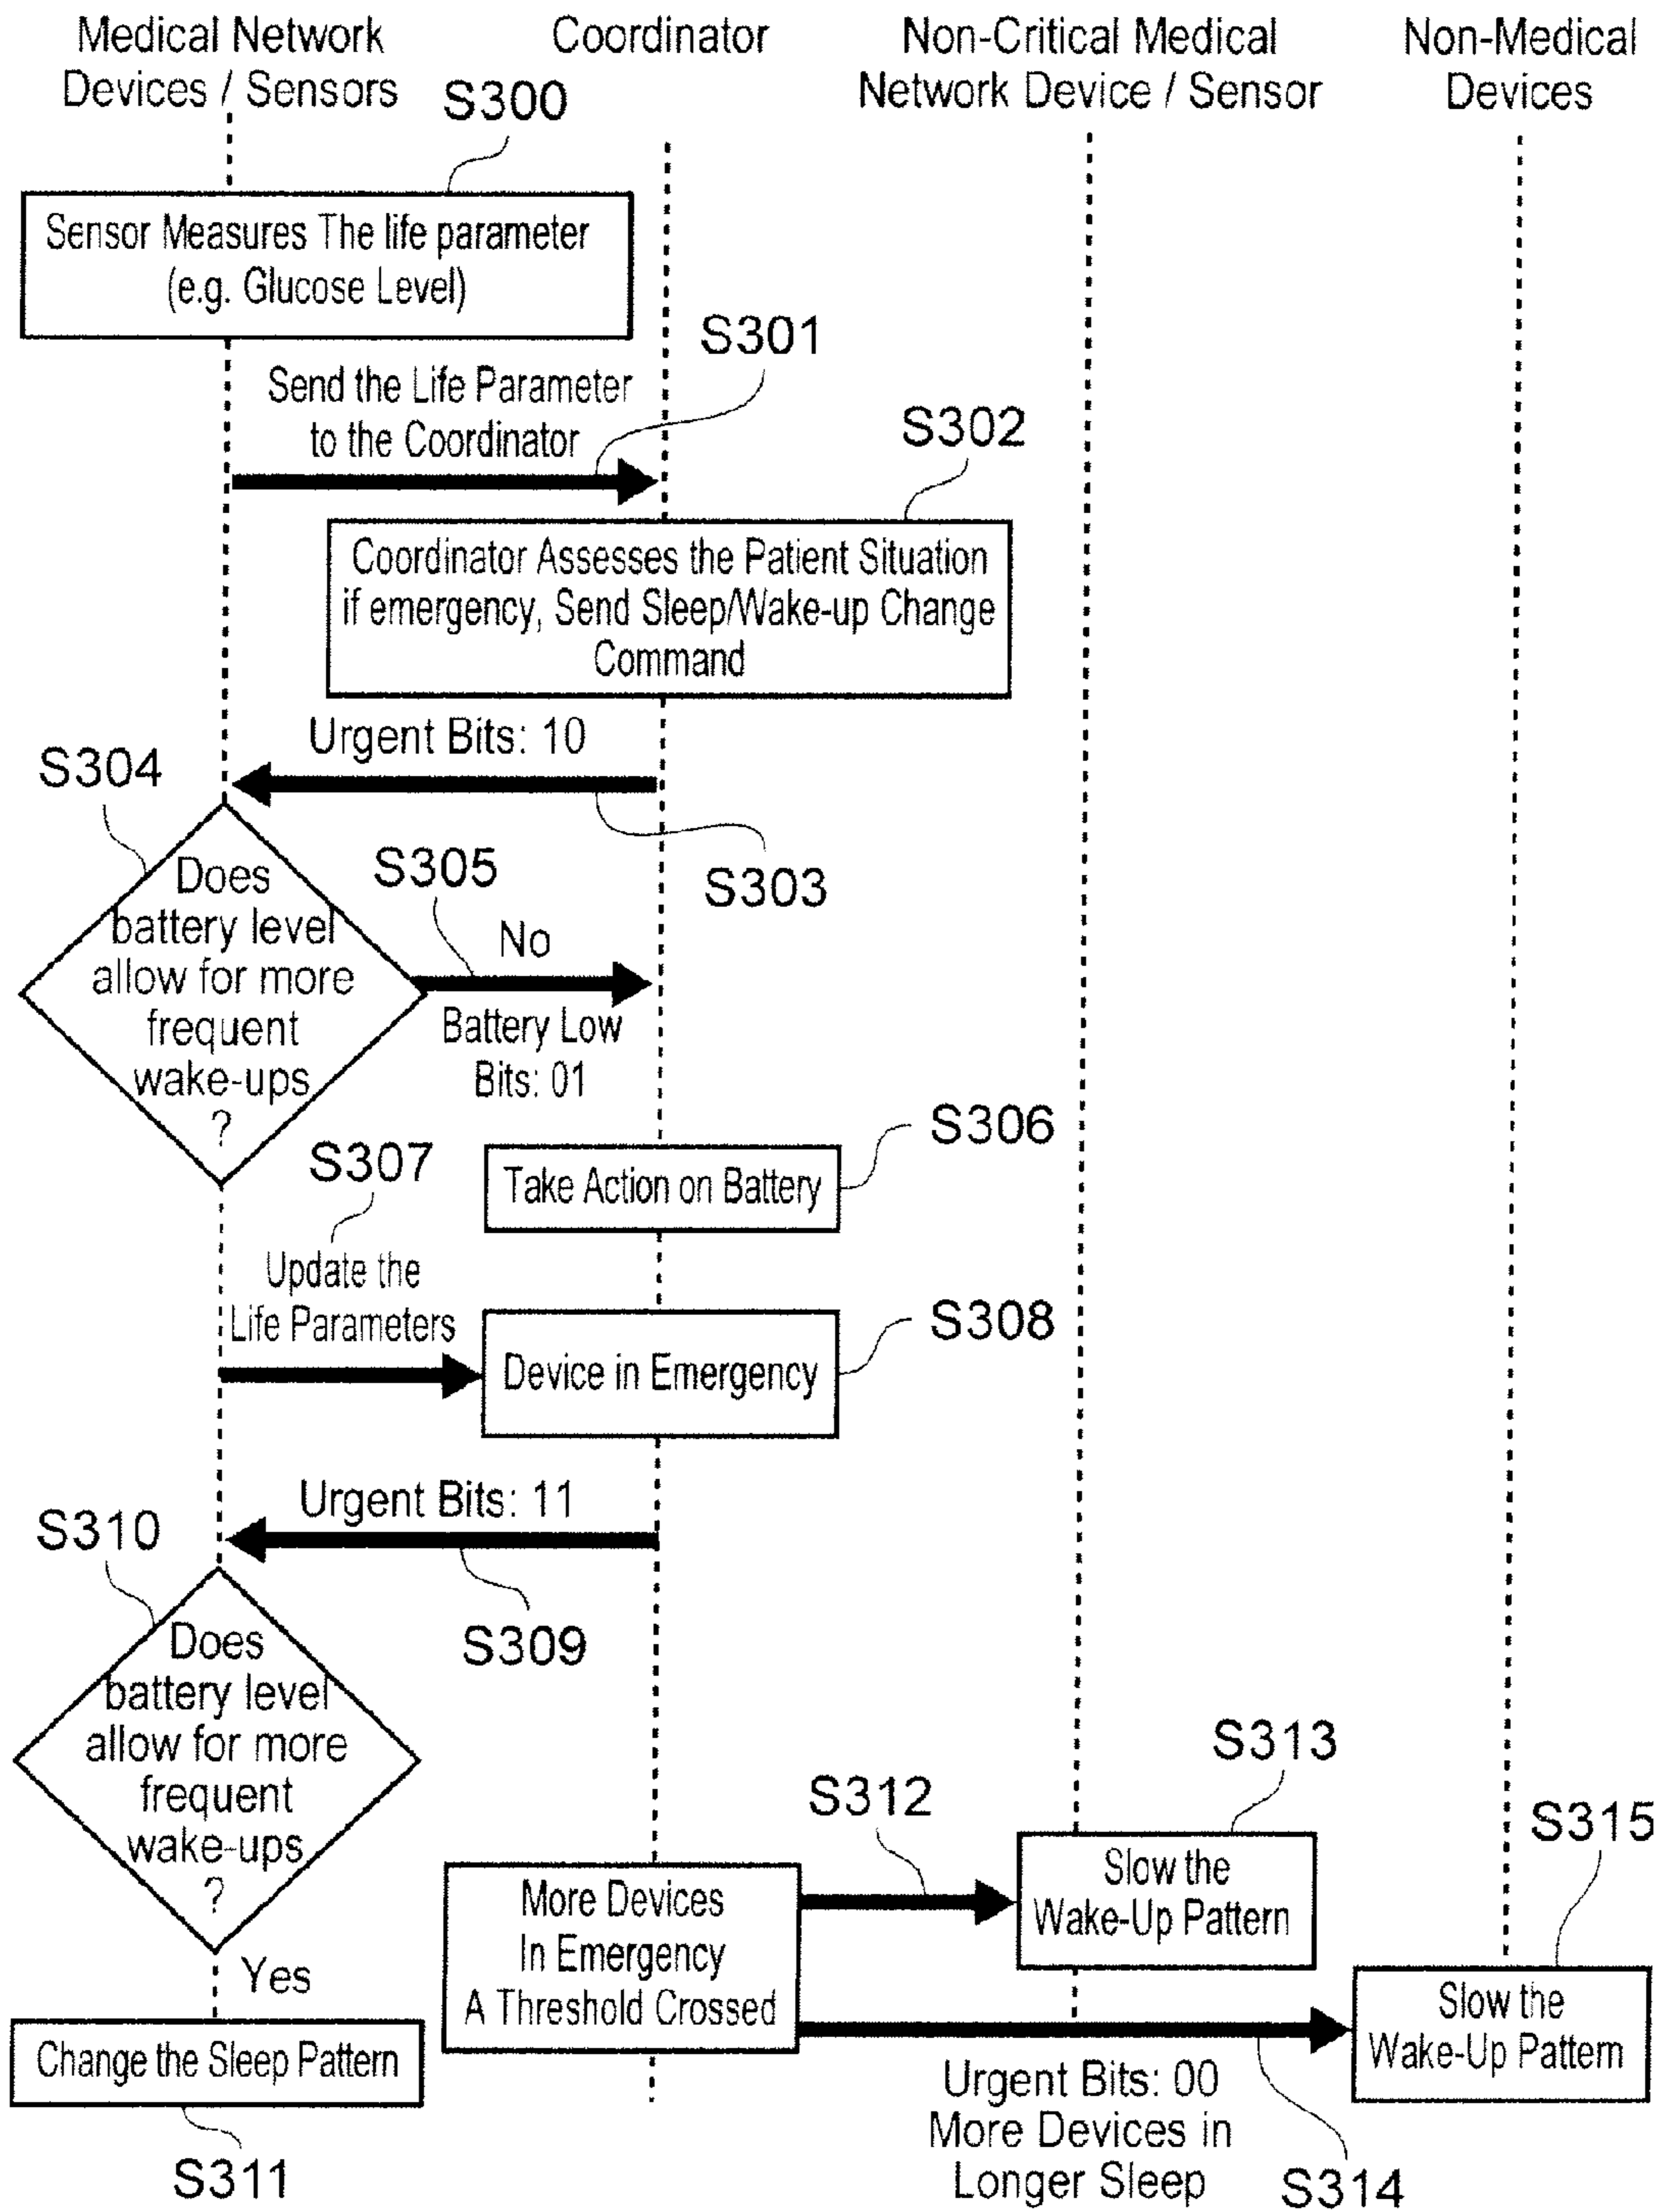 Medical Network
Devices / Sensors
Coordinator
Non-Critical Medical
Network Device / Sensor
Non-Medical
Devices
S300
Sensor Measures The life parameter
(e.g. Glucose Level)
S301
Send the Life Parameter
to the Coordinator
S302
Coordinator Assesses the Patient Situation
if emergency, Send Sleep/Wake-up Change
Command
Urgent Bits: 10
S303
S304
Does
battery level
allow for more
frequent
wake-ups
?
S305
No
Battery Low
Bits: 01
S306
Take Action on Battery
S307
Update the
Life Parameters
S308
Device in Emergency
Urgent Bits: 11
S309
S310
Does
battery level
allow for more
frequent
wake-ups
?
Yes
Change the Sleep Pattern
S311
More Devices
In Emergency
A Threshold Crossed
S312
S313
Slow the
Wake-Up Pattern
S315
Slow the
Wake-Up Pattern
Urgent Bits: 00
More Devices in
Longer Sleep
S314